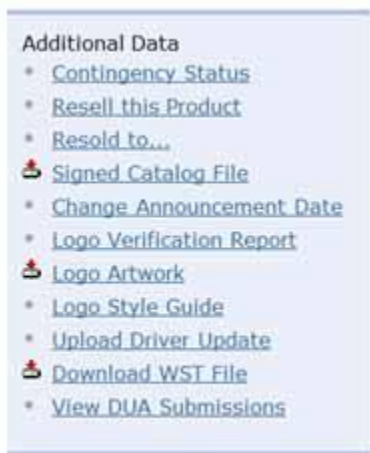 Additional Data
Contingency Status
Resell this Product
Resold to...
Signed Catalog File
Change Announcement Date
Logo Verification Report
Logo Artwork
Logo Style Guide
Upload Driver Update
Download WST File
View DUA Submissions